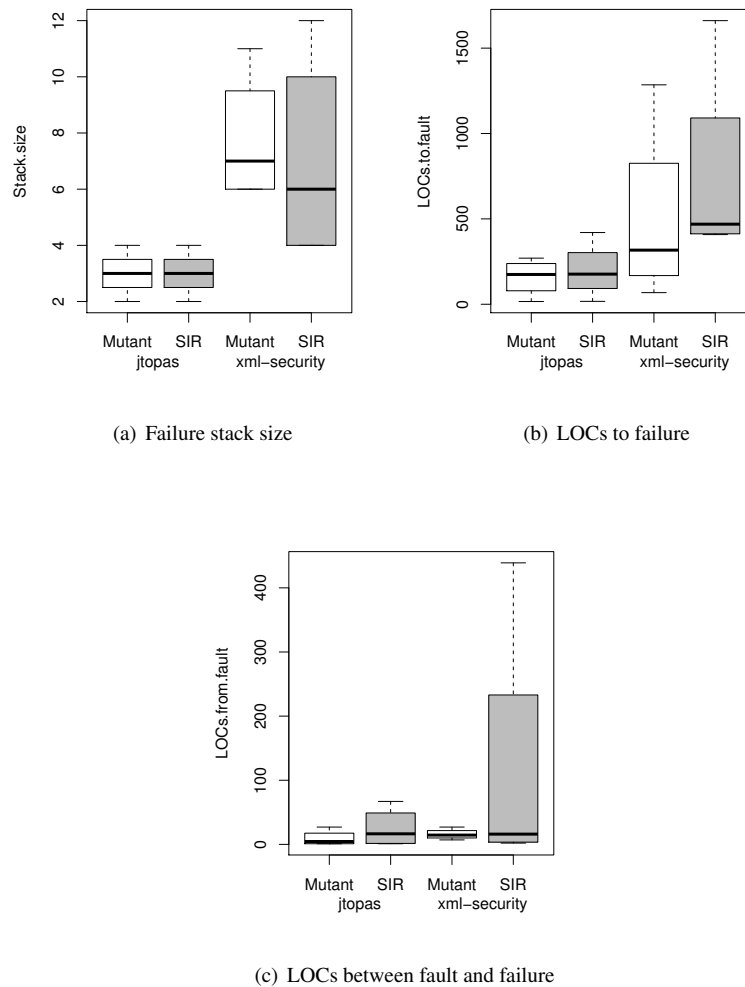 12
10
8
6
4
2
Stack.size
Mutant SIR Mutant SIR
jtopas xml−security
(a) Failure stack size
1500
1000
500
0
LOCs.to.fault
Mutant SIR Mutant SIR
jtopas xml−security
(b) LOCs to failure
400
300
200
100
0
LOCs.from.fault
Mutant SIR Mutant SIR
jtopas xml−security
(c) LOCs between fault and failure